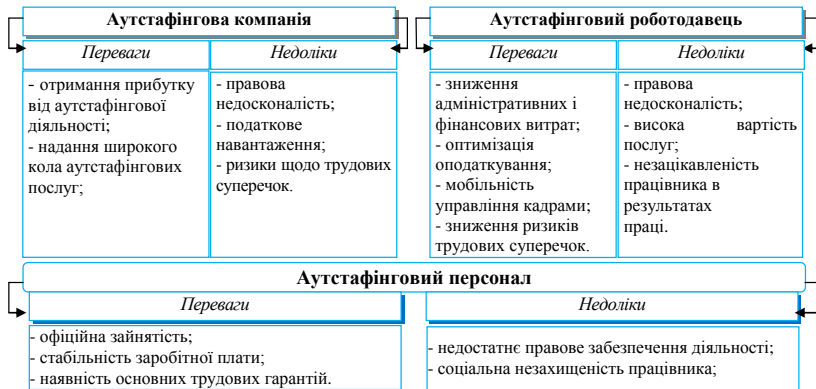 Аутстафінгова компанія
Переваги
Недоліки
- отримання прибутку
від аутстафінгової
діяльності;
- надання широкого
кола аутстафінгових
послуг;
- правова
недосконалість;
- податкове
навантаження;
- ризики щодо трудових
суперечок.
Аутстафінговий роботодавець
Переваги
Недоліки
- зниження
адміністративних і
фінансових витрат;
- оптимізація
оподаткування;
- мобільність
управління кадрами;
- зниження ризиків
трудових суперечок.
- правова
недосконалість;
- висока вартість
послуг;
- незацікавленість
працівника в
результатах
праці.
Аутстафінговий персонал
Переваги
Недоліки
- офіційна зайнятість;
- стабільність заробітної плати;
- наявність основних трудових гарантій.
- недостатнє правове забезпечення діяльності;
- соціальна незахищеність працівника;